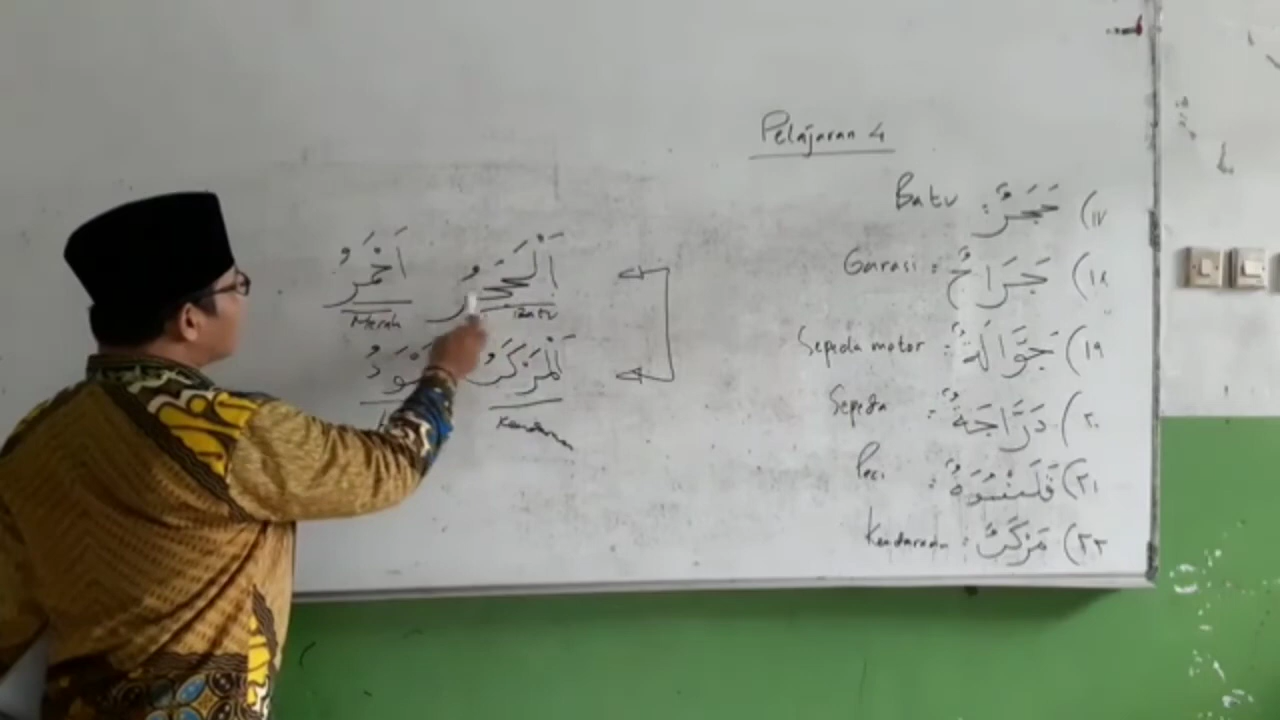 Pelajaran 4
١٧) حَجَرٌ : Batu
١٨) جَرَاجٌ : Garasi
١٩) جَوَّالَةٌ : Sepeda motor
٢٠) دَرَّاجَةٌ : Sepeda
٢١) قَلَنْسُوَةٌ : Peci
٢٢) مَرْكَبٌ : Kendaraan
اَلْحَجَرُ اَحْمَرُ
Batu Merah
اَلْمَرْكَبُ